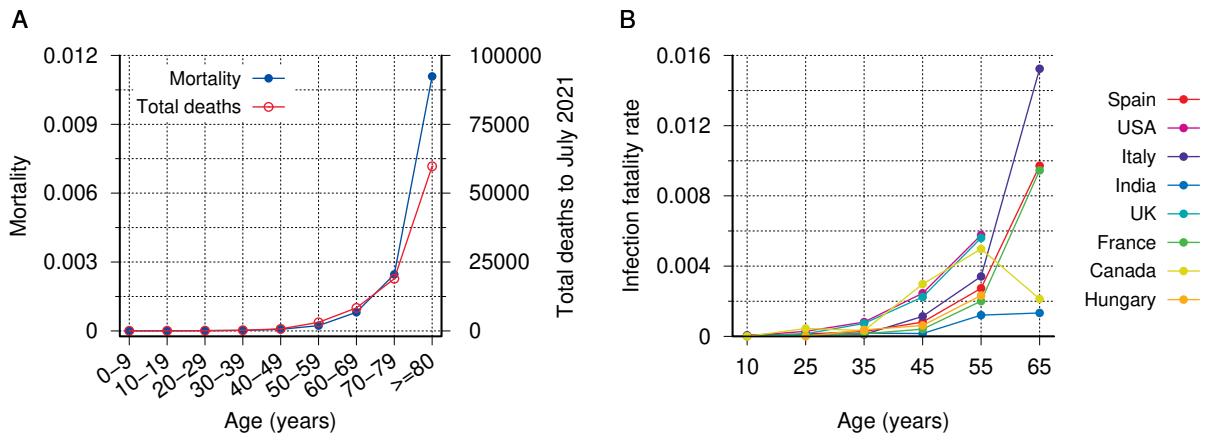 A
0.012
0.009
0.006
0.003
0
Mortality
Mortality
Total deaths
100000
75000
50000
25000
0
Total deaths to July 2021
0–9
10–19
20–29
30–39
40–49
50–59
60–69
70–79
>=80
Age (years)
B
0.016
0.012
0.008
0.004
0
Infection fatality rate
10 25 35 45 55 65
Age (years)
Spain
USA
Italy
India
UK
France
Canada
Hungary